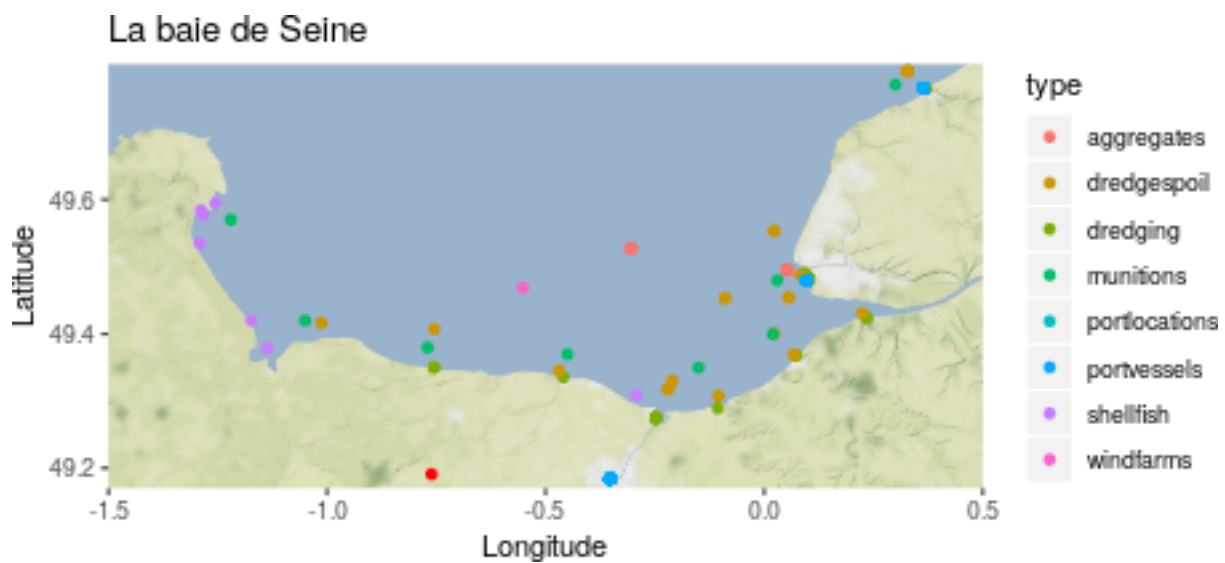 La baie de Seine
type
aggregates
dredgespoil
dredging
munitions
portlocations
portvessels
shellfish
windfarms
Latitude
49.6
49.4
49.2
-1.5
-1.0
-0.5
0.0
0.5
Longitude